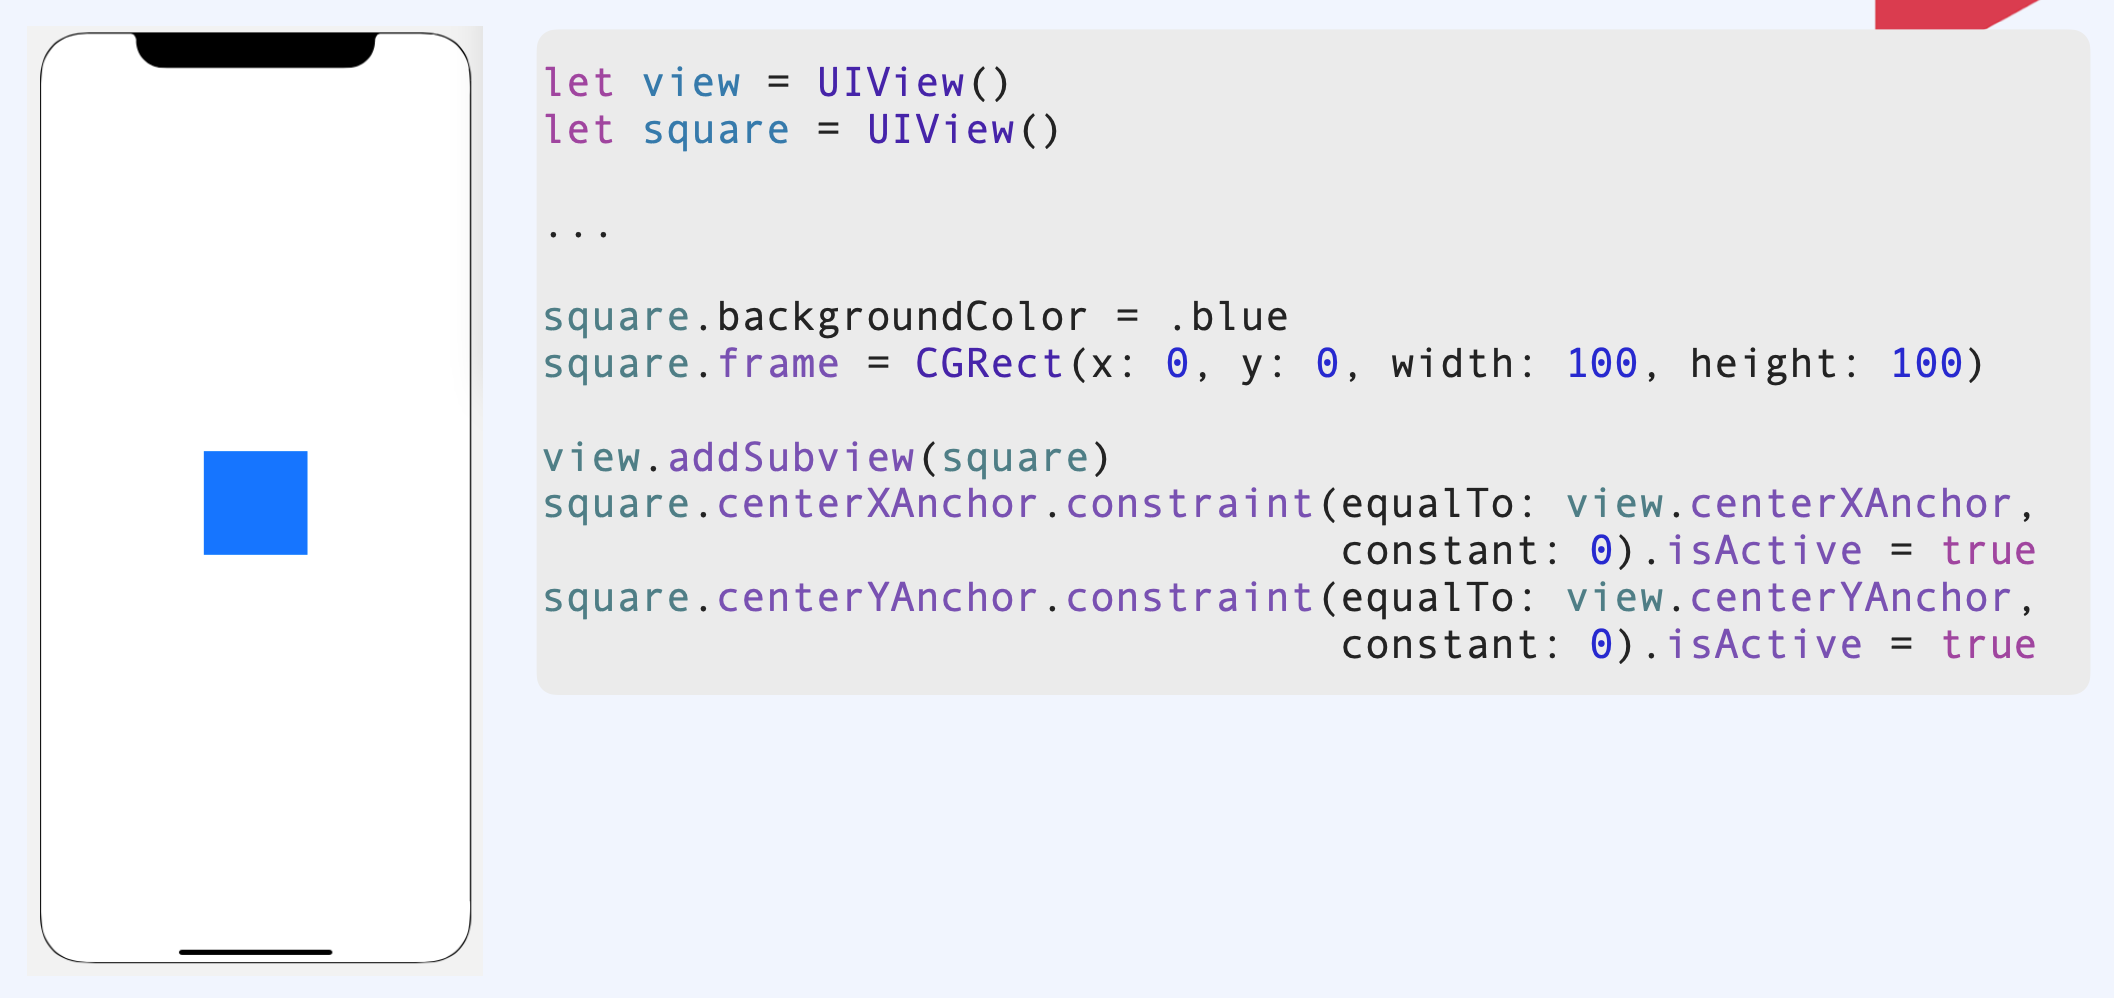 let view = UIView()
let square = UIView()
...
square.backgroundColor = .blue
square.frame = CGRect(x: 0, y: 0, width: 100, height: 100)
view.addSubview(square)
square.centerXAnchor.constraint(equalTo: view.centerXAnchor,
constant: 0).isActive = true
square.centerYAnchor.constraint(equalTo: view.centerYAnchor,
constant: 0).isActive = true